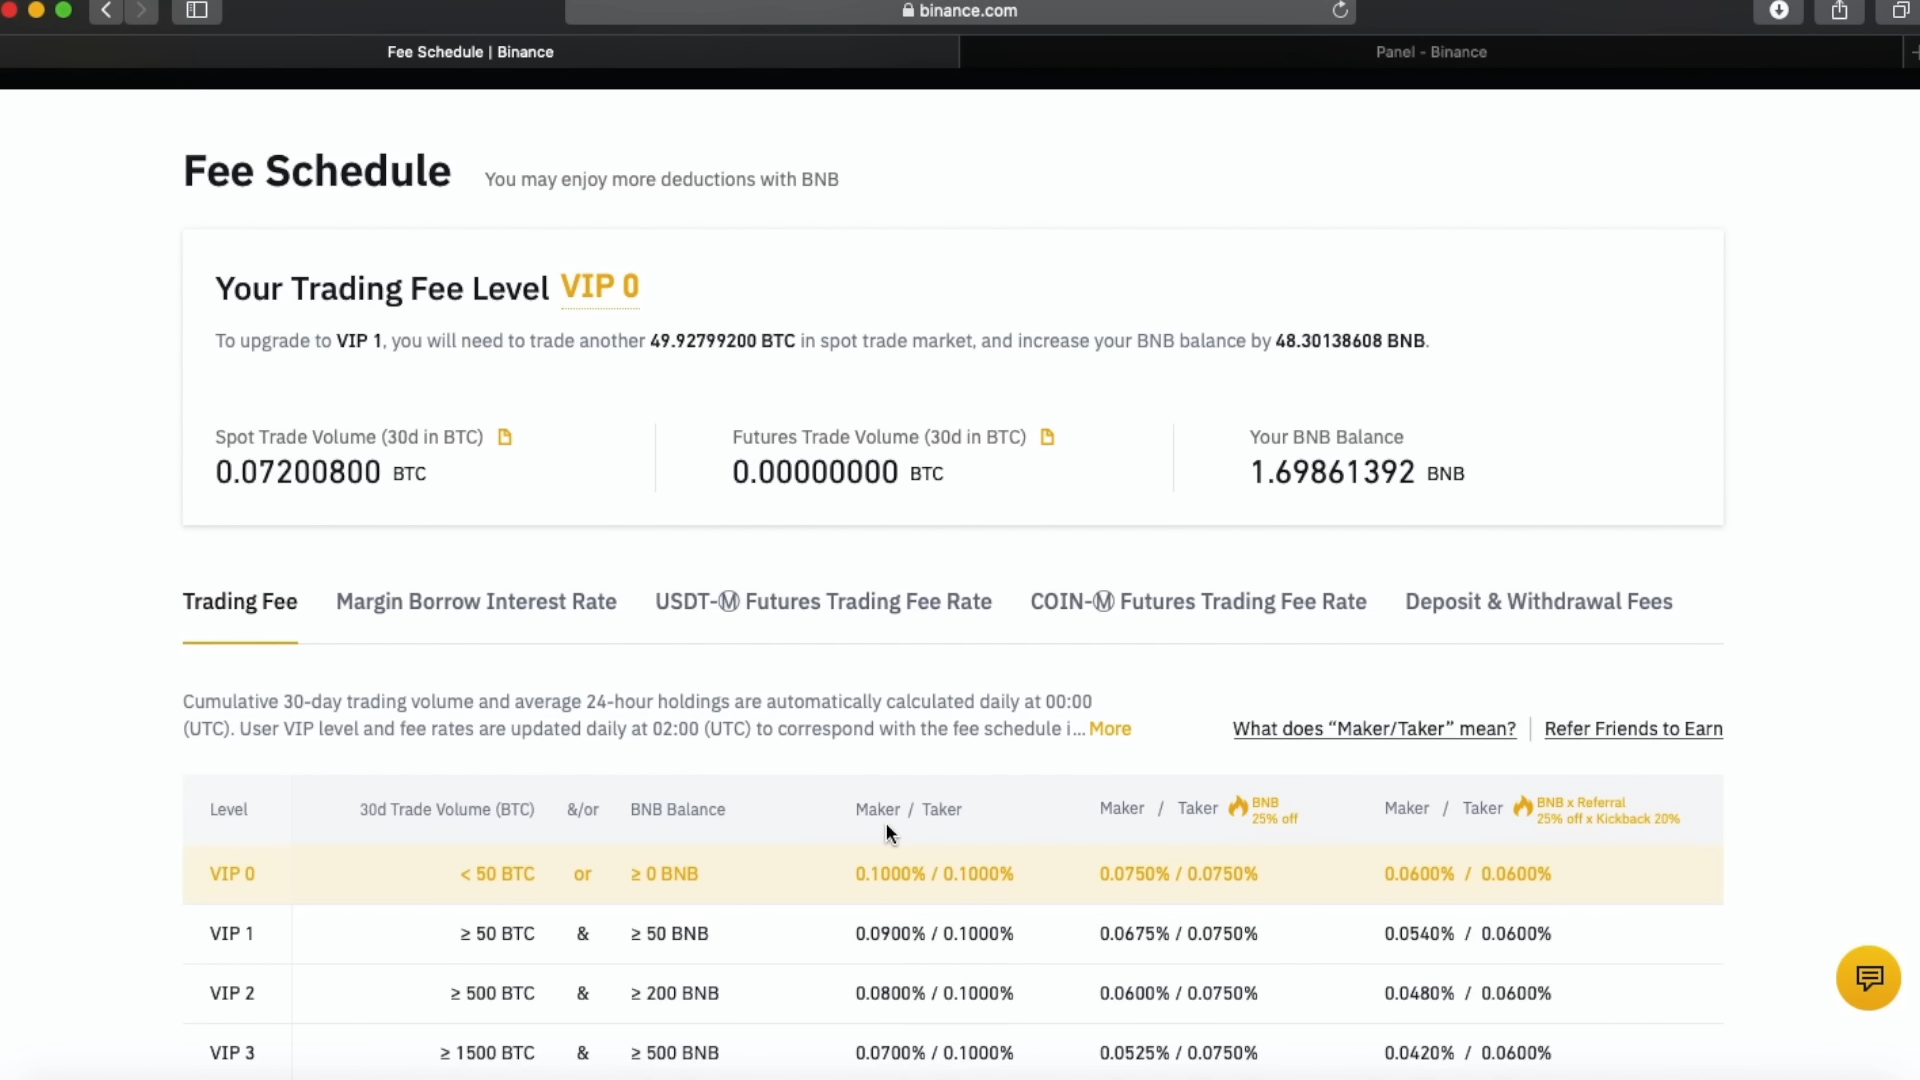 binance.com
Fee Schedule | Binance
Panel - Binance
Fee Schedule You may enjoy more deductions with BNB
Your Trading Fee Level VIP 0
To upgrade to VIP 1, you will need to trade another 49.92799200 BTC in spot trade market, and increase your BNB balance by 48.30138608 BNB.
Spot Trade Volume (30d in BTC)
0.07200800 BTC
Futures Trade Volume (30d in BTC)
0.00000000 BTC
Your BNB Balance
1.69861392 BNB
Trading Fee Margin Borrow Interest Rate USDT-Ⓜ Futures Trading Fee Rate COIN-Ⓜ Futures Trading Fee Rate Deposit & Withdrawal Fees
Cumulative 30-day trading volume and average 24-hour holdings are automatically calculated daily at 00:00
(UTC). User VIP level and fee rates are updated daily at 02:00 (UTC) to correspond with the fee schedule i... More
What does “Maker/Taker” mean? Refer Friends to Earn
Level 30d Trade Volume (BTC) &/or BNB Balance Maker / Taker Maker / Taker BNB 25% off Maker / Taker BNB x Referral 25% off x Kickback 20%
VIP 0 < 50 BTC or ≥ 0 BNB 0.1000% / 0.1000% 0.0750% / 0.0750% 0.0600% / 0.0600%
VIP 1 ≥ 50 BTC & ≥ 50 BNB 0.0900% / 0.1000% 0.0675% / 0.0750% 0.0540% / 0.0600%
VIP 2 ≥ 500 BTC & ≥ 200 BNB 0.0800% / 0.1000% 0.0600% / 0.0750% 0.0480% / 0.0600%
VIP 3 ≥ 1500 BTC & ≥ 500 BNB 0.0700% / 0.1000% 0.0525% / 0.0750% 0.0420% / 0.0600%